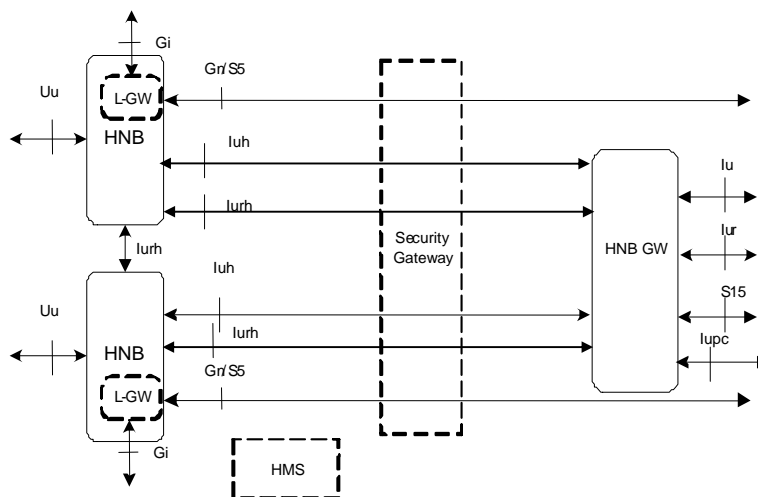 Gi
Gn/S5
L-GW
Uu
HNB
Iuh
Iu
Iurh
Iur
Security
Gateway
HNB GW
Iurh
Iuh
S15
Uu
Iurh
Iupc
HNB
Gn/S5
L-GW
Gi
HMS